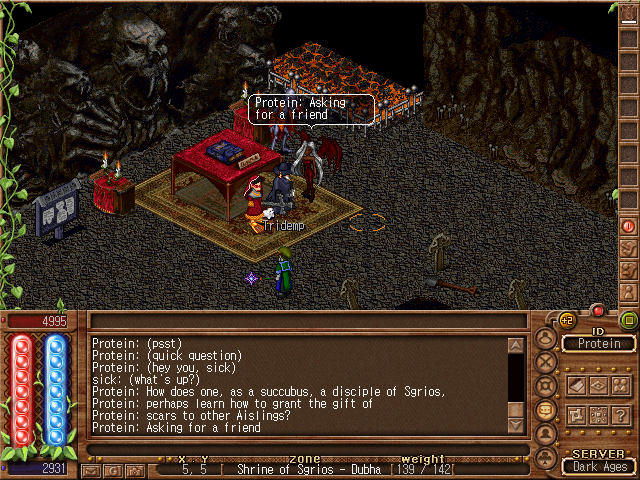 Protein: Asking
for a friend
Tridemp
4995
+2
ID
Protein
Protein: (psst)
Protein: (quick question)
Protein: (hey you, sick)
sick: (what's up?)
Protein: How does one, as a succubus, a disciple of Sgrios,
Protein: perhaps learn how to grant the gift of
Protein: scars to other Aislings?
Protein: Asking for a friend
2931
x y zone weight
5, 5 [ Shrine of Sgrios - Dubha [139 / 142[
SERVER
Dark Ages